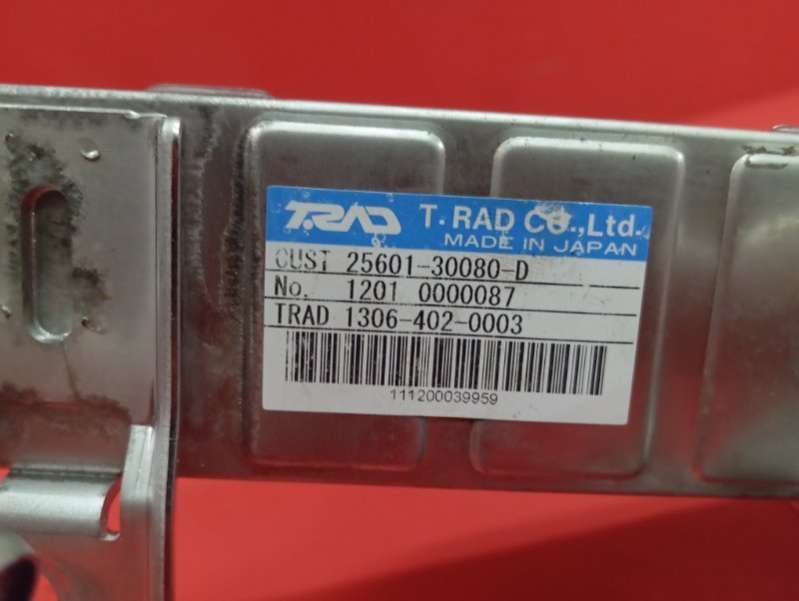 TRAD T.RAD CO.,Ltd.
MADE IN JAPAN
CUST 25601-30080-D
No. 1201 0000087
TRAD 1306-402-0003
111200039959